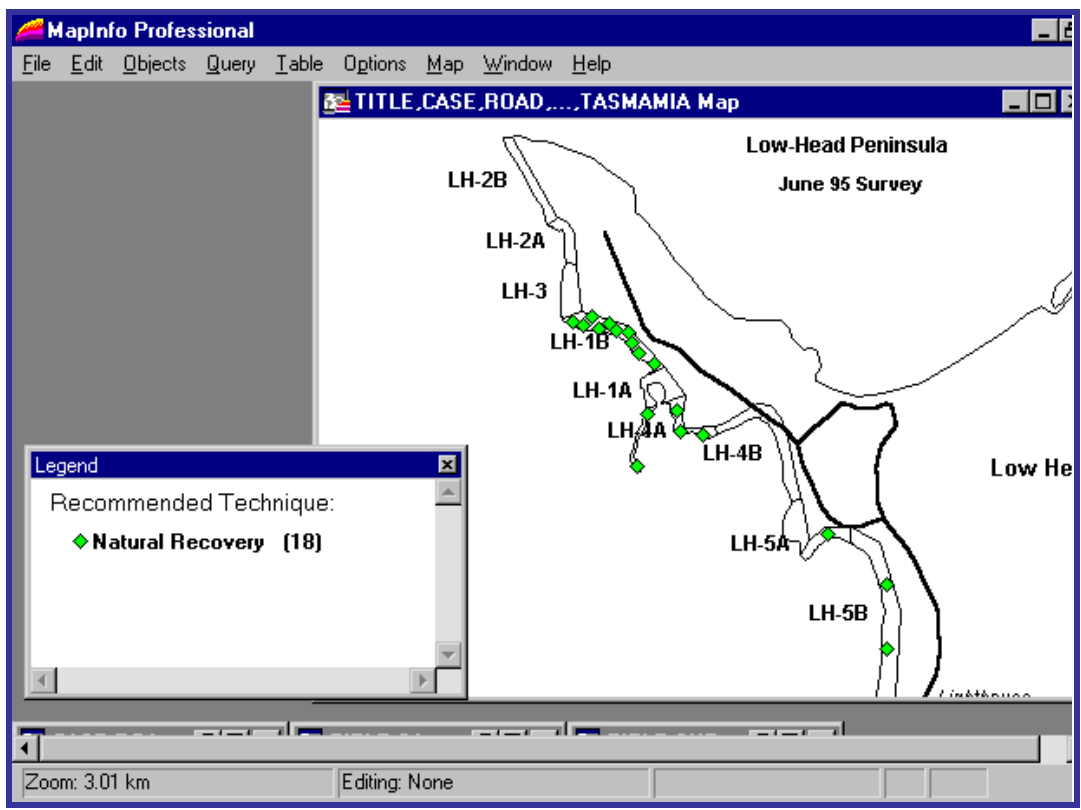 MapInfo Professional
File Edit Objects Query Table Options Map Window Help
TITLE,CASE,ROAD,...,TASMAMIA Map
Low-Head Peninsula
June 95 Survey
LH-2B
LH-2A
LH-3
LH-1B
LH-1A
LH-4A
LH-4B
Low He
LH-5A
LH-5B
Legend
Recommended Technique:
Natural Recovery (18)
Zoom: 3.01 km
Editing: None